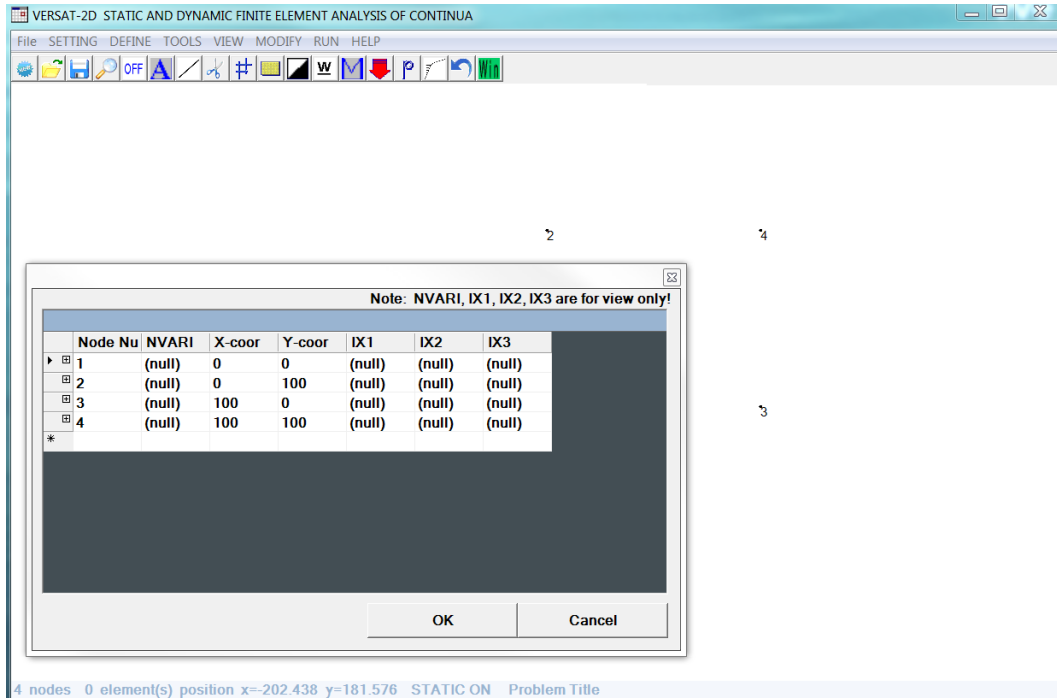 VERSAT-2D STATIC AND DYNAMIC FINITE ELEMENT ANALYSIS OF CONTINUA
File SETTING DEFINE TOOLS VIEW MODIFY RUN HELP
OFF A W M P Win
2 4
Note: NVARI, IX1, IX2, IX3 are for view only!
Node Nu NVARI X-coor Y-coor IX1 IX2 IX3
1 (null) 0 0 (null) (null) (null)
2 (null) 0 100 (null) (null) (null)
3 (null) 100 0 (null) (null) (null)
4 (null) 100 100 (null) (null) (null)
*
3
OK Cancel
4 nodes 0 element(s) position x=-202.438 y=181.576 STATIC ON Problem Title